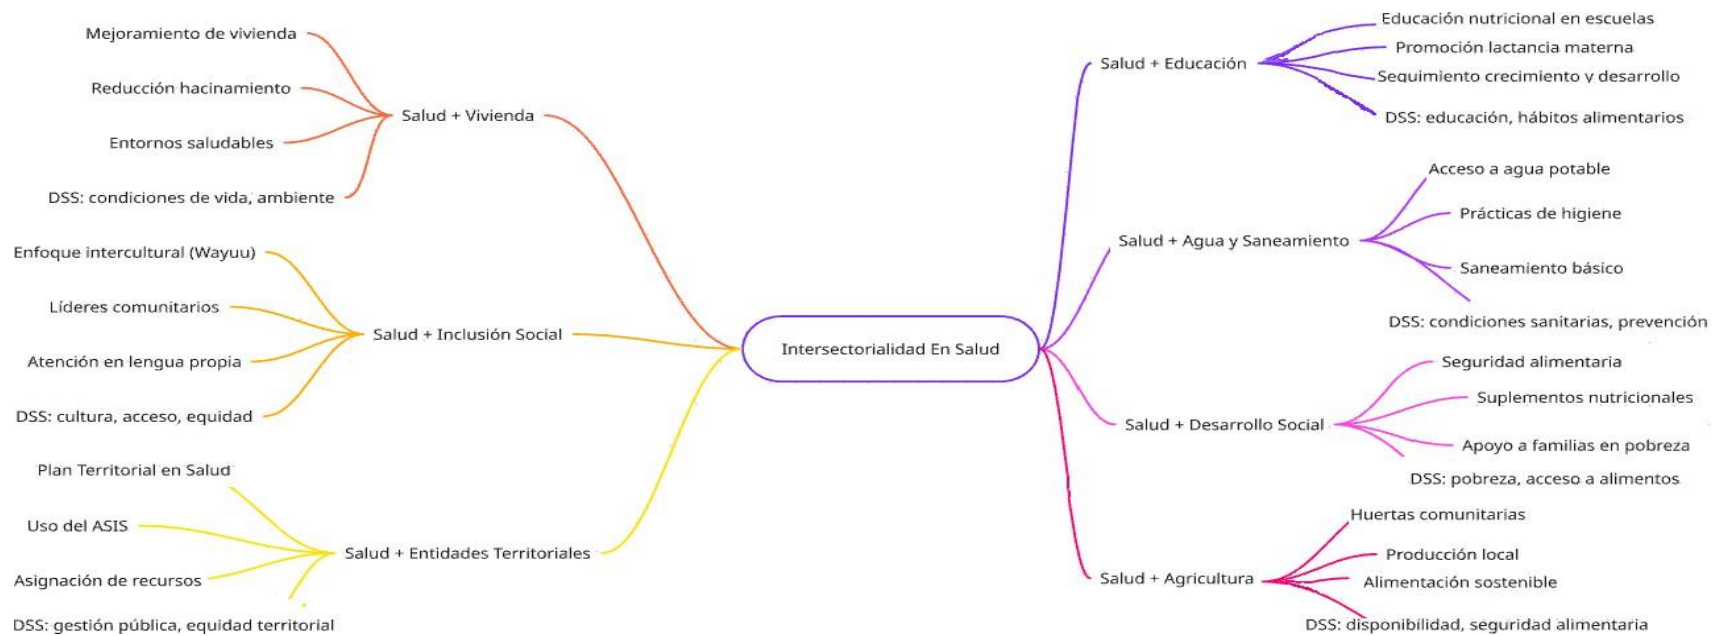 Intersectorialidad En Salud
Salud + Vivienda
Mejoramiento de vivienda
Reducción hacinamiento
Entornos saludables
DSS: condiciones de vida, ambiente
Salud + Inclusión Social
Enfoque intercultural (Wayuu)
Líderes comunitarios
Atención en lengua propia
DSS: cultura, acceso, equidad
Salud + Entidades Territoriales
Plan Territorial en Salud
Uso del ASIS
Asignación de recursos
DSS: gestión pública, equidad territorial
Salud + Educación
Educación nutricional en escuelas
Promoción lactancia materna
Seguimiento crecimiento y desarrollo
DSS: educación, hábitos alimentarios
Salud + Agua y Saneamiento
Acceso a agua potable
Prácticas de higiene
Saneamiento básico
DSS: condiciones sanitarias, prevención
Salud + Desarrollo Social
Seguridad alimentaria
Suplementos nutricionales
Apoyo a familias en pobreza
DSS: pobreza, acceso a alimentos
Salud + Agricultura
Huertas comunitarias
Producción local
Alimentación sostenible
DSS: disponibilidad, seguridad alimentaria